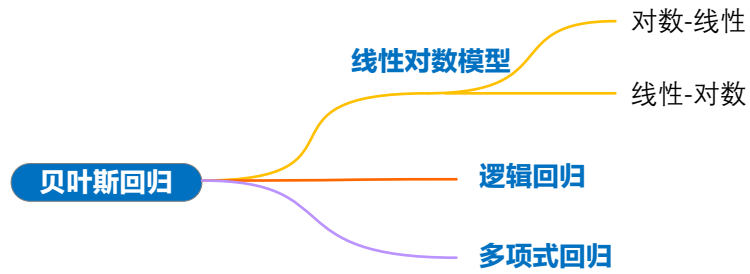 对数-线性
线性对数模型
线性-对数
贝叶斯回归
逻辑回归
多项式回归